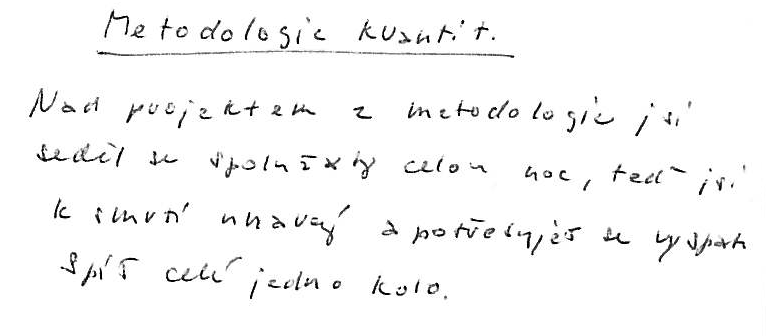 Metodologie kvantit.
Nad projektem z metodologie jsi
seděl se spolužáky celou noc, teď jsi
k smrti unavený a potřebuješ se vyspat.
Spíš celé jedno kolo.